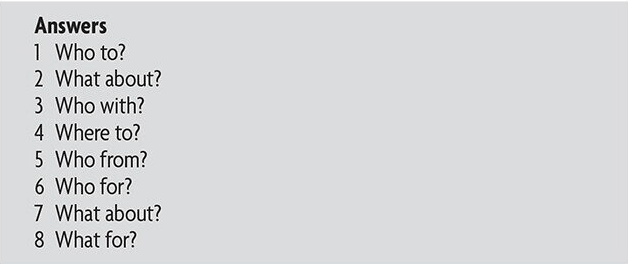 Answers
1 Who to?
2 What about?
3 Who with?
4 Where to?
5 Who from?
6 Who for?
7 What about?
8 What for?